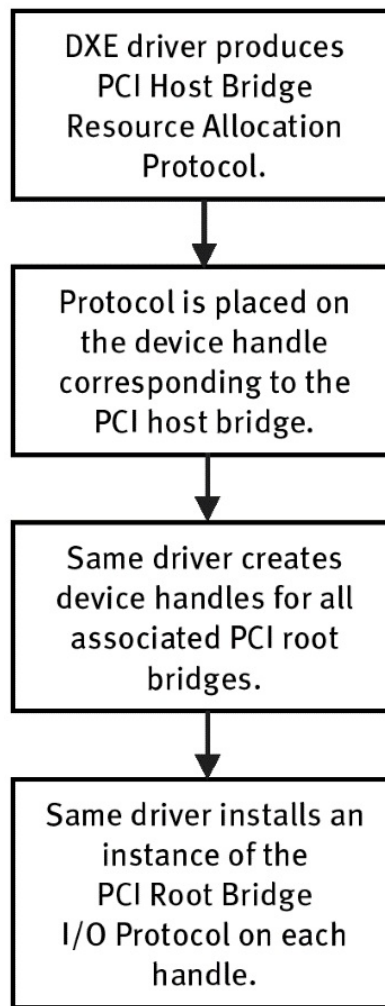 DXE driver produces
PCI Host Bridge
Resource Allocation
Protocol.
Protocol is placed on
the device handle
corresponding to the
PCI host bridge.
Same driver creates
device handles for all
associated PCI root
bridges.
Same driver installs an
instance of the
PCI Root Bridge
I/O Protocol on each
handle.